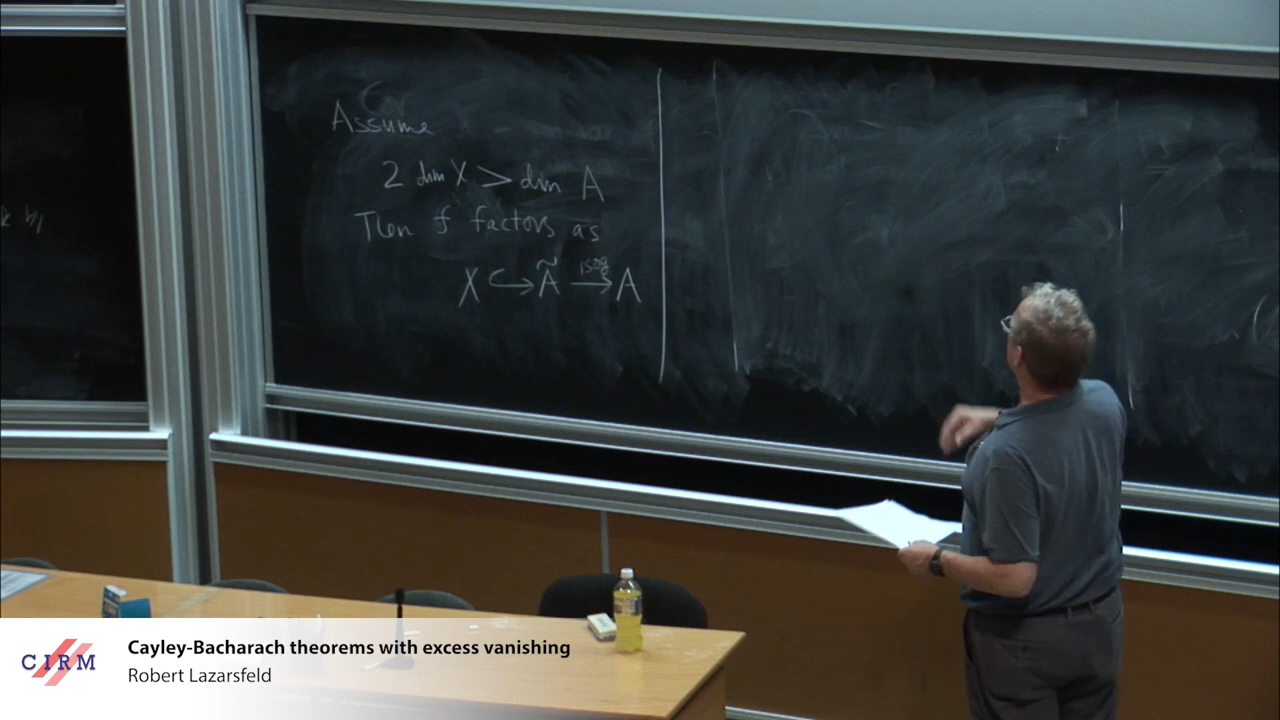 Assume
2 dim X > dim A
Then f factors as
X ↪ Ã →^{isog} A
CIRM
Cayley-Bacharach theorems with excess vanishing
Robert Lazarsfeld